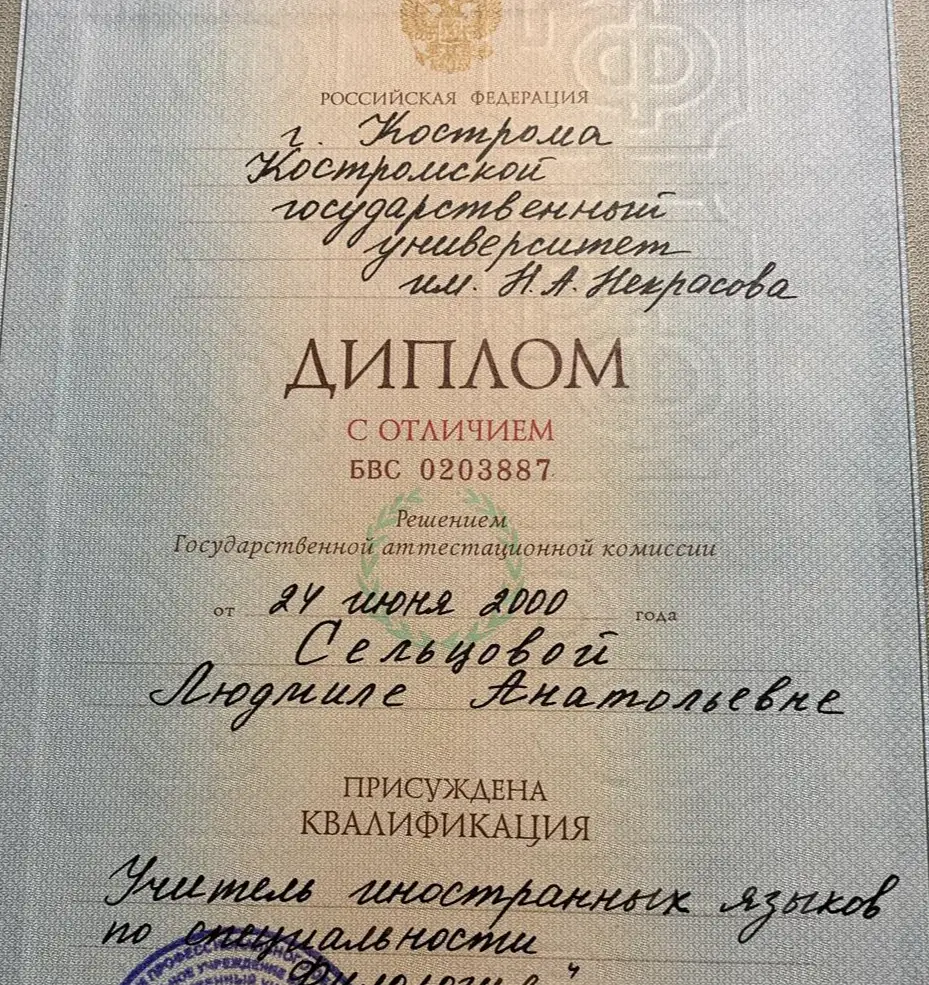 РОССИЙСКАЯ ФЕДЕРАЦИЯ
г. Кострома
Костромской
государственный
университет
им. Н.А. Некрасова
ДИПЛОМ
С ОТЛИЧИЕМ
БВС 0203887
Решением
Государственной аттестационной комиссии
от 24 июня 2000 года
Сельцовой
Людмиле Анатольевне
ПРИСУЖДЕНА
КВАЛИФИКАЦИЯ
Учитель иностранных языков
по специальности
Филология"